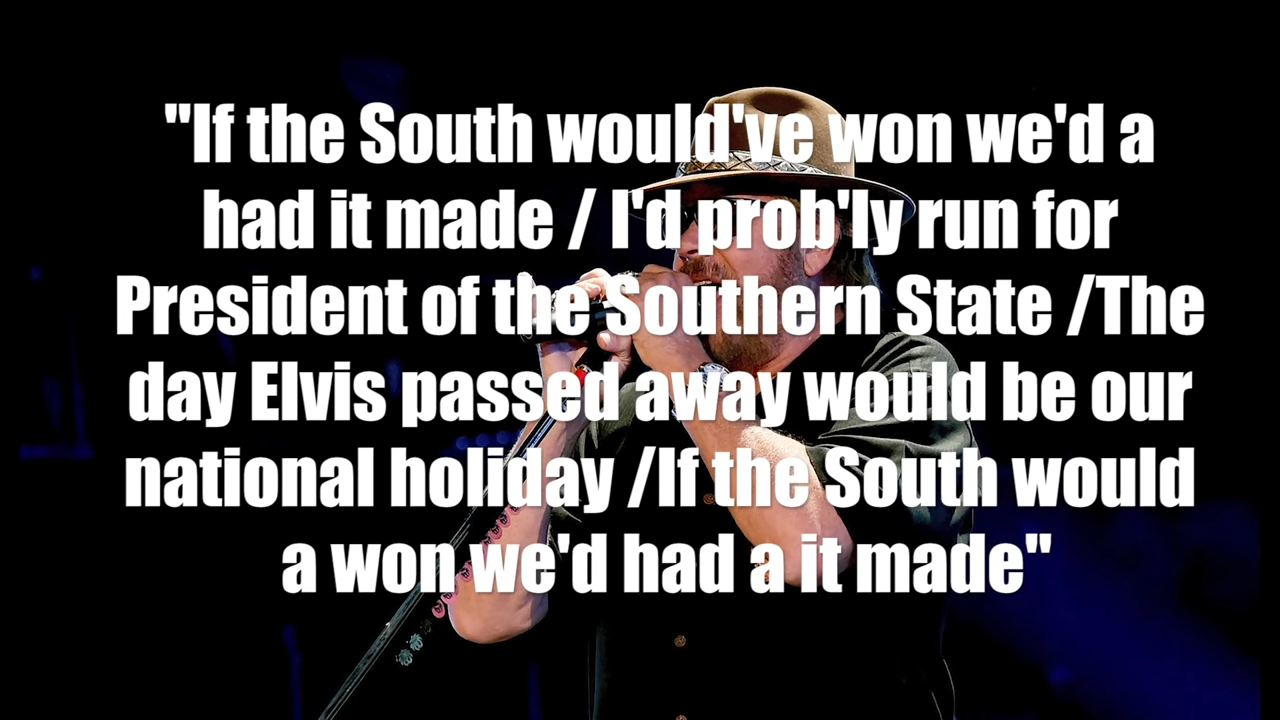 "If the South would've won we'd a
had it made / I'd prob'ly run for
President of the Southern State /The
day Elvis passed away would be our
national holiday /If the South would
a won we'd had a it made"